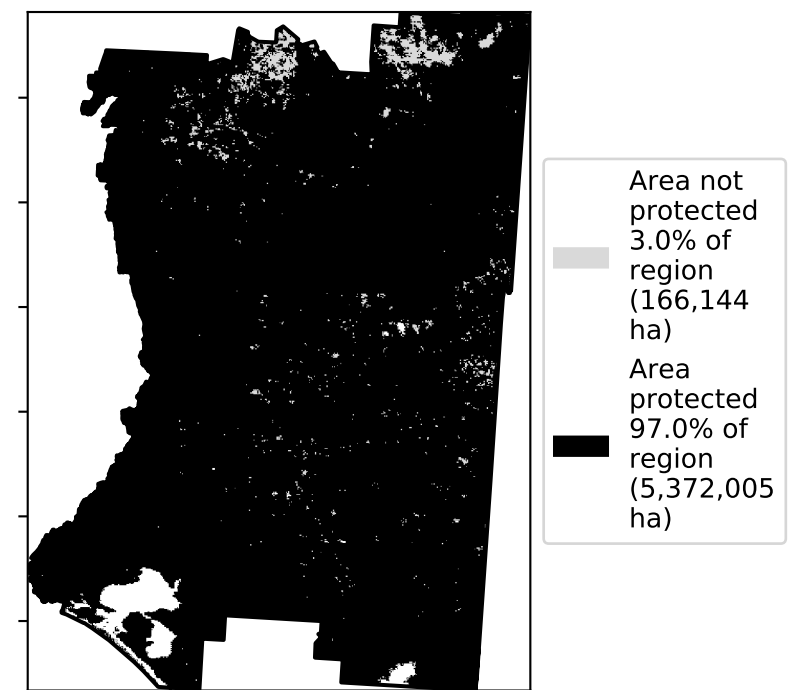 Area not
protected
3.0% of
region
(166,144
ha)
Area
protected
97.0% of
region
(5,372,005
ha)